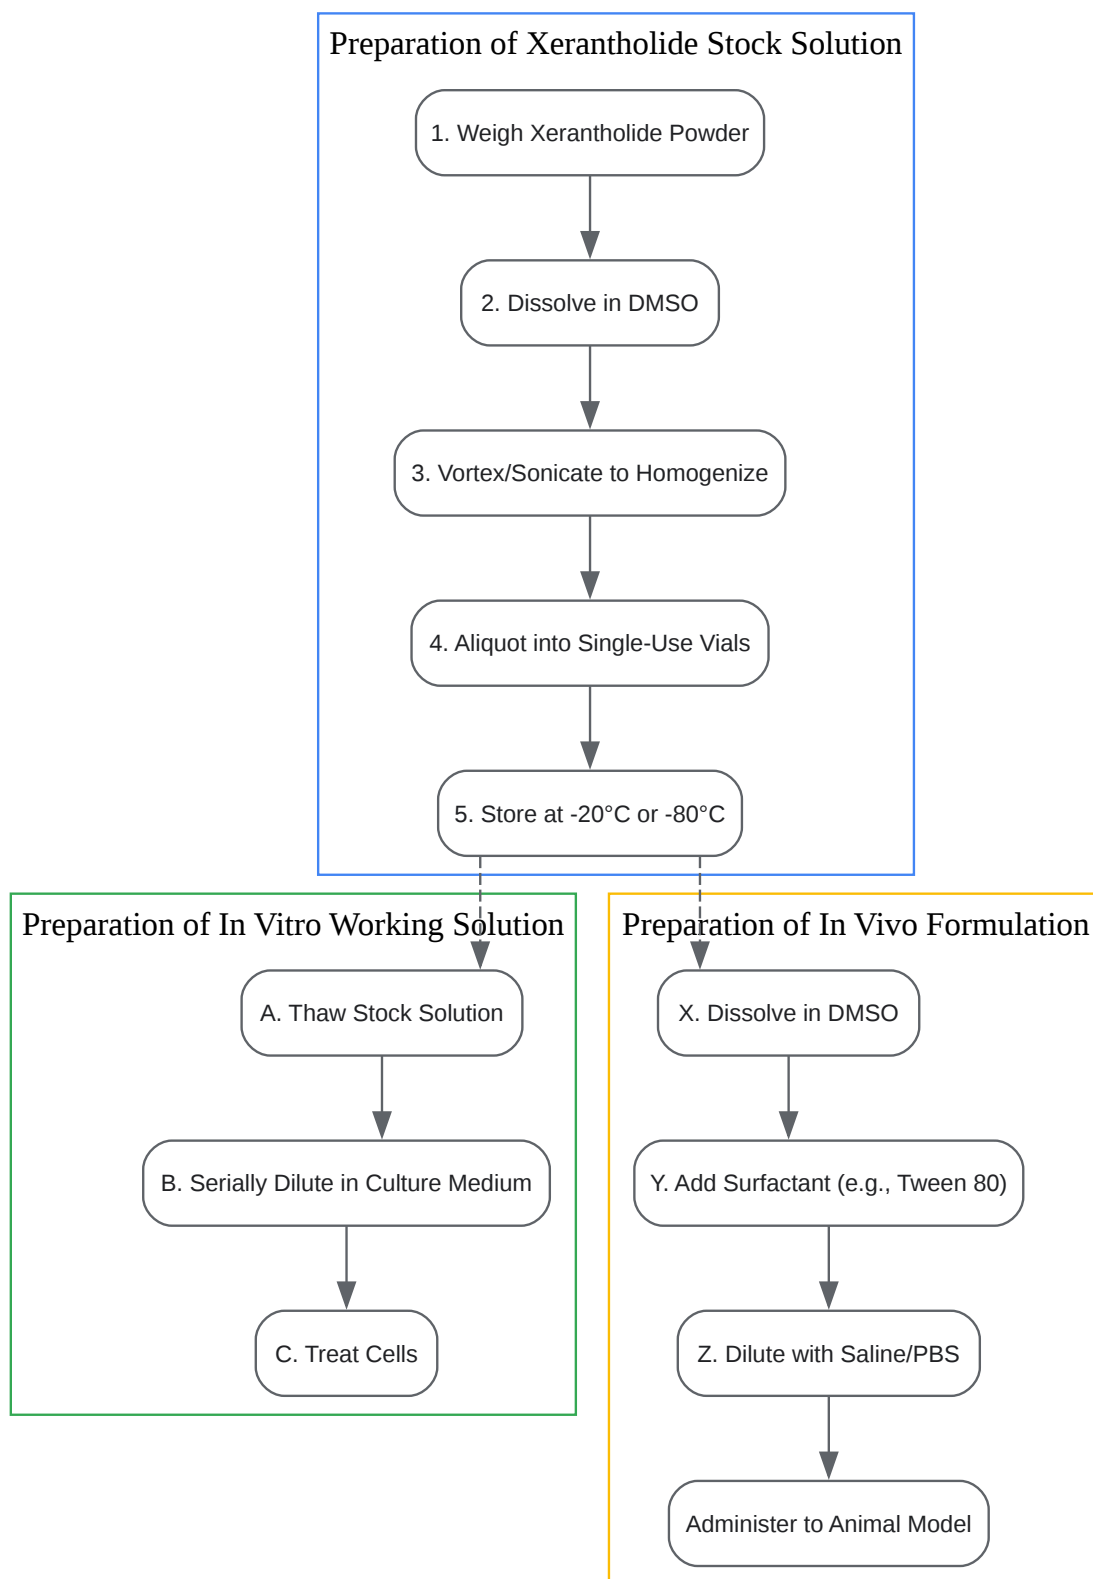 Preparation of Xerantholide Stock Solution
1. Weigh Xerantholide Powder
2. Dissolve in DMSO
3. Vortex/Sonicate to Homogenize
4. Aliquot into Single-Use Vials
5. Store at -20°C or -80°C
Preparation of In Vitro Working Solution
A. Thaw Stock Solution
B. Serially Dilute in Culture Medium
C. Treat Cells
Preparation of In Vivo Formulation
X. Dissolve in DMSO
Y. Add Surfactant (e.g., Tween 80)
Z. Dilute with Saline/PBS
Administer to Animal Model